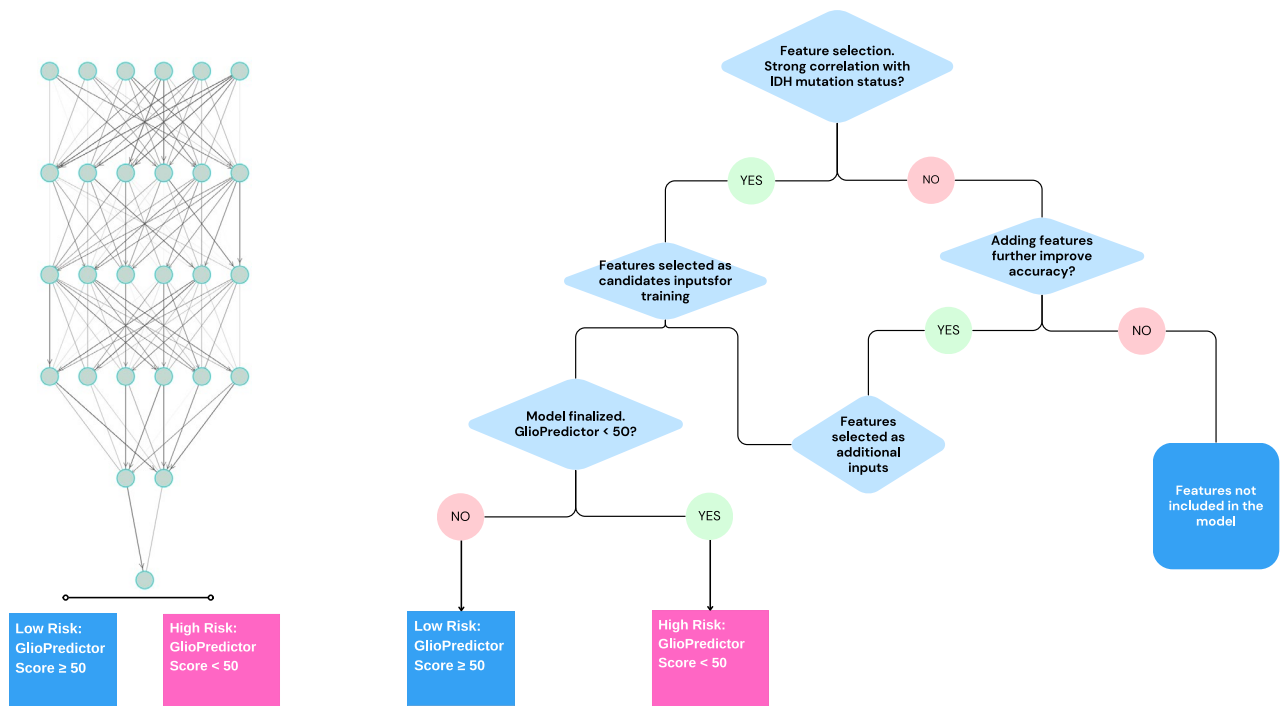 Feature selection.
Strong correlation with
IDH mutation status?
YES
NO
Features selected as
candidates inputsfor
training
Adding features
further improve
accuracy?
YES
NO
Model finalized.
GlioPredictor < 50?
Features
selected as
additional
inputs
Features not
included in the
model
NO
YES
Low Risk:
GlioPredictor
Score ≥ 50
High Risk:
GlioPredictor
Score < 50
Low Risk:
GlioPredictor
Score ≥ 50
High Risk:
GlioPredictor
Score < 50